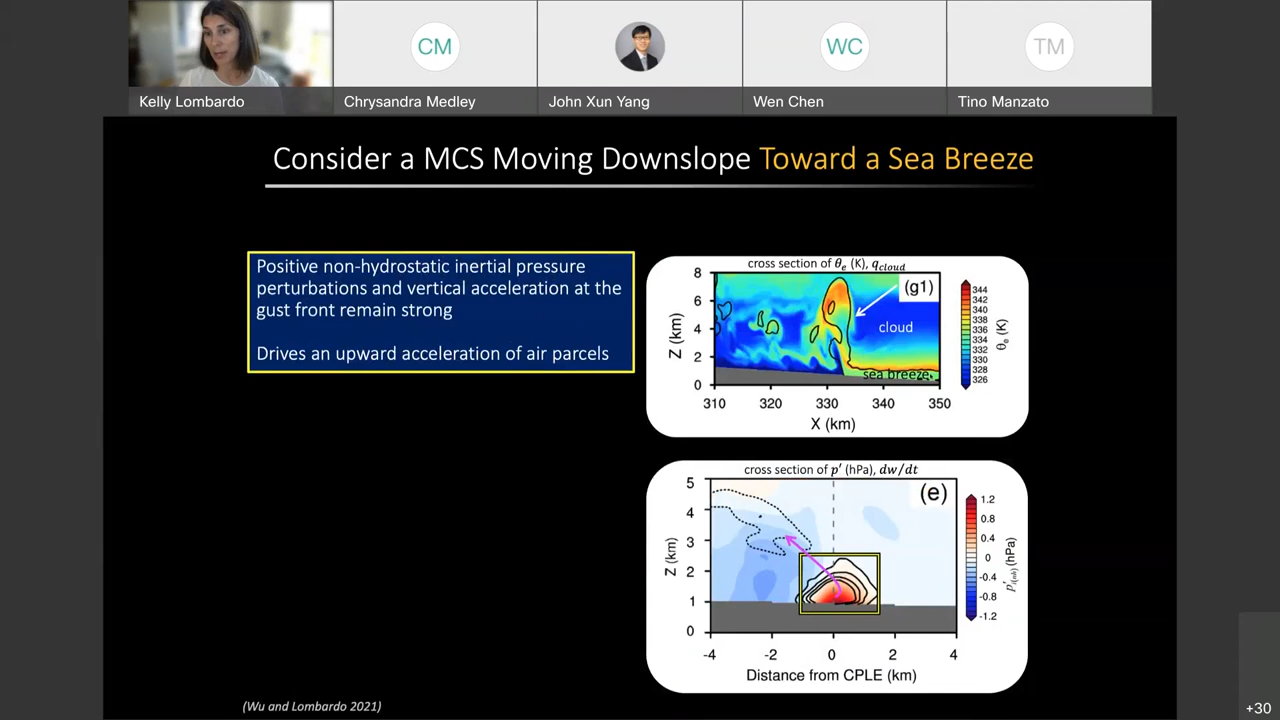 CM
WC
TM
Kelly Lombardo
Chrysandra Medley
John Xun Yang
Wen Chen
Tino Manzato
Consider a MCS Moving Downslope Toward a Sea Breeze
Positive non-hydrostatic inertial pressure
perturbations and vertical acceleration at the
gust front remain strong
Drives an upward acceleration of air parcels
cross section of θe (K), qcloud
(g1)
cloud
sea breeze
Z (km)
8
6
4
2
0
310 320 330 340 350
X (km)
344
342
340
338
336
334
332
330
328
326
θe (K)
cross section of p' (hPa), dw/dt
(e)
Z (km)
5
4
3
2
1
0
-4 -2 0 2 4
Distance from CPLE (km)
1.2
0.8
0.4
0
-0.4
-0.8
-1.2
p'i(nh) (hPa)
(Wu and Lombardo 2021)
+30